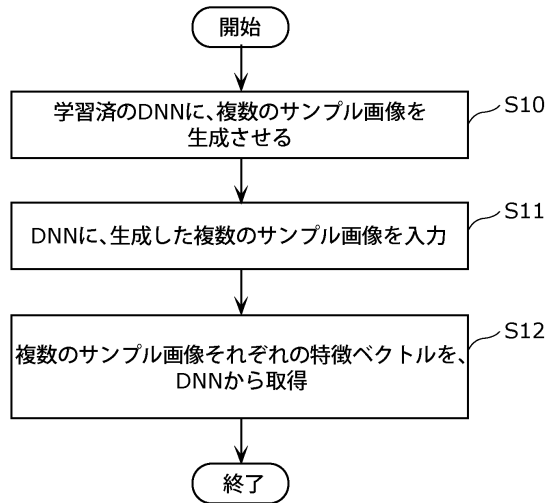 開始
学習済のDNNに、複数のサンプル画像を
生成させる
S10
DNNに、生成した複数のサンプル画像を入力
S11
複数のサンプル画像それぞれの特徴ベクトルを、
DNNから取得
S12
終了